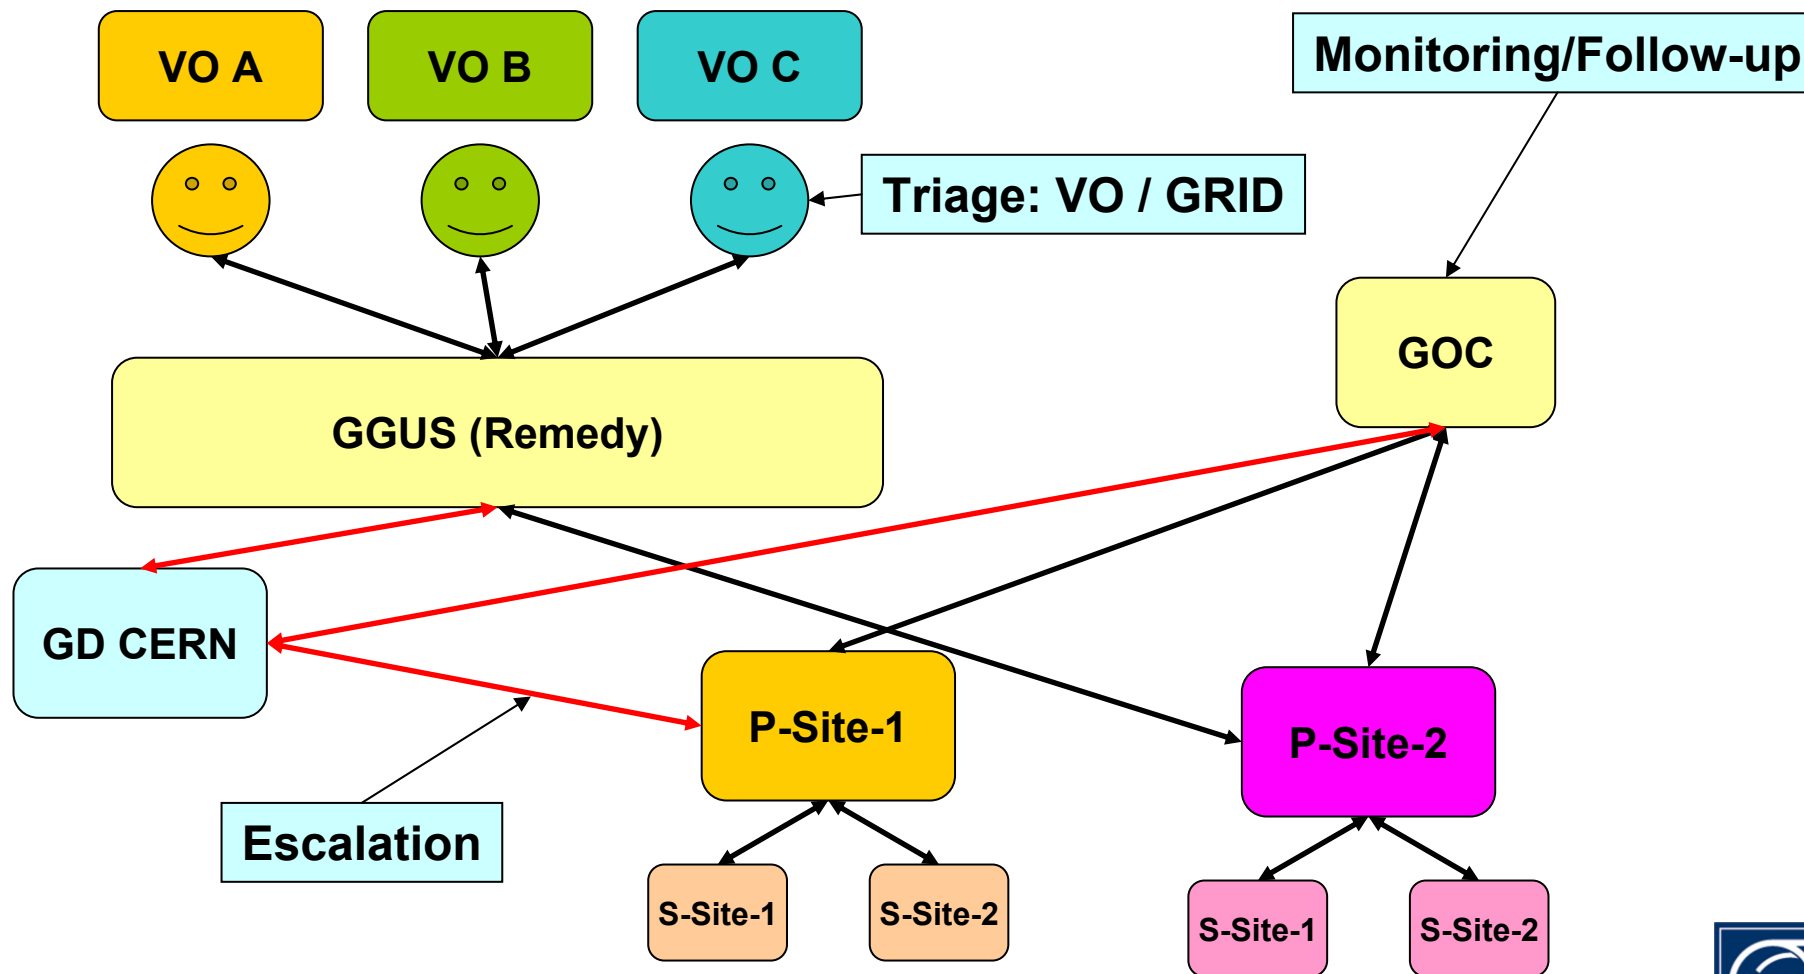 VO A
VO B
VO C
Monitoring/Follow-up
Triage: VO / GRID
GOC
GGUS (Remedy)
GD CERN
P-Site-1
P-Site-2
Escalation
S-Site-1
S-Site-2
S-Site-1
S-Site-2